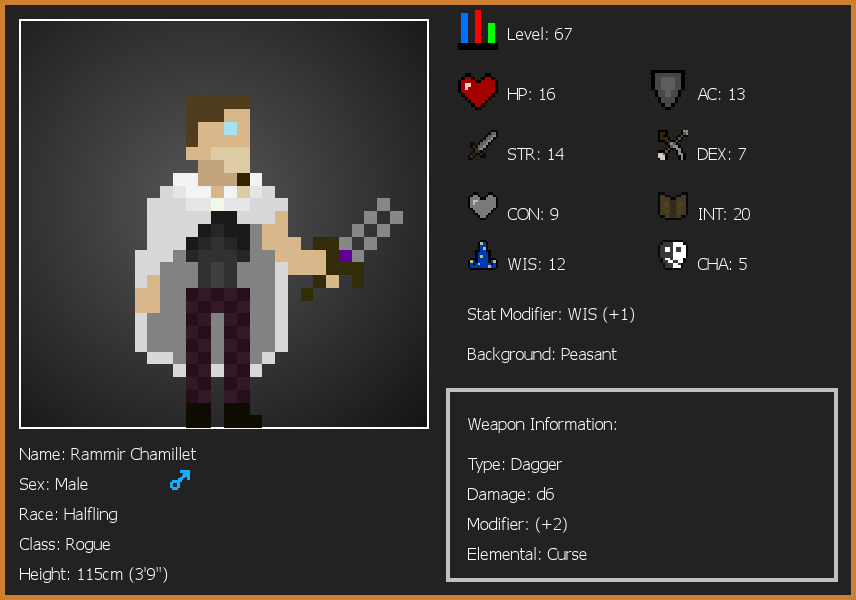 Level: 67
HP: 16
AC: 13
STR: 14
DEX: 7
CON: 9
INT: 20
WIS: 12
CHA: 5
Stat Modifier: WIS (+1)
Background: Peasant
Weapon Information:
Type: Dagger
Damage: d6
Modifier: (+2)
Elemental: Curse
Name: Rammir Chamillet
Sex: Male
Race: Halfling
Class: Rogue
Height: 115cm (3'9")